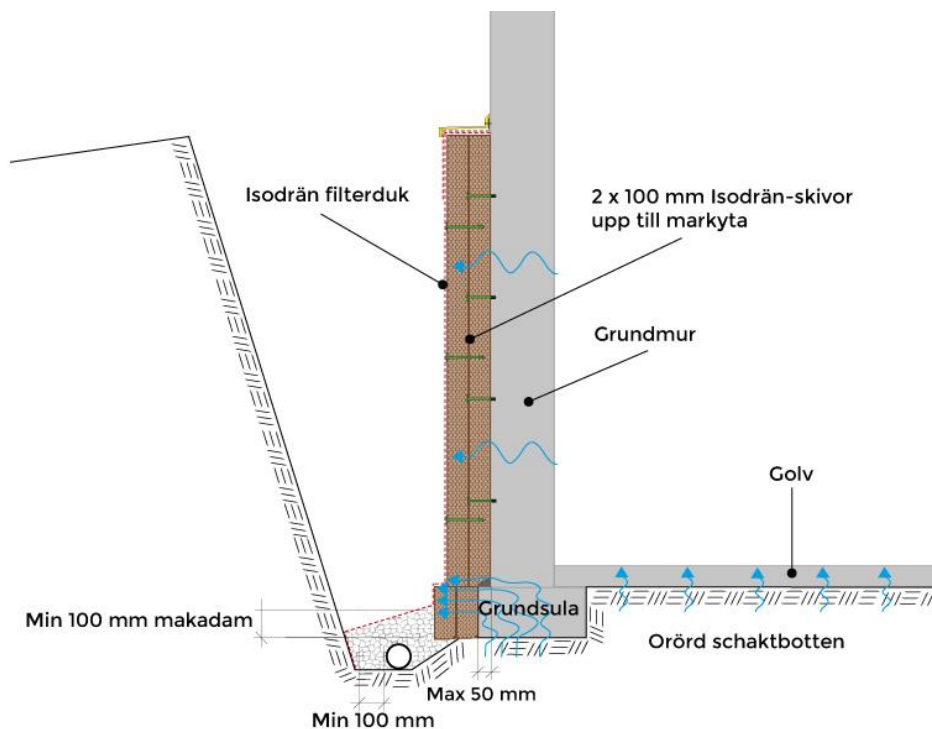 Isodrän filterduk
2 x 100 mm Isodrän-skivor
upp till markyta
Grundmur
Golv
Min 100 mm makadam
Grundsula
Orörd schaktbotten
Max 50 mm
Min 100 mm